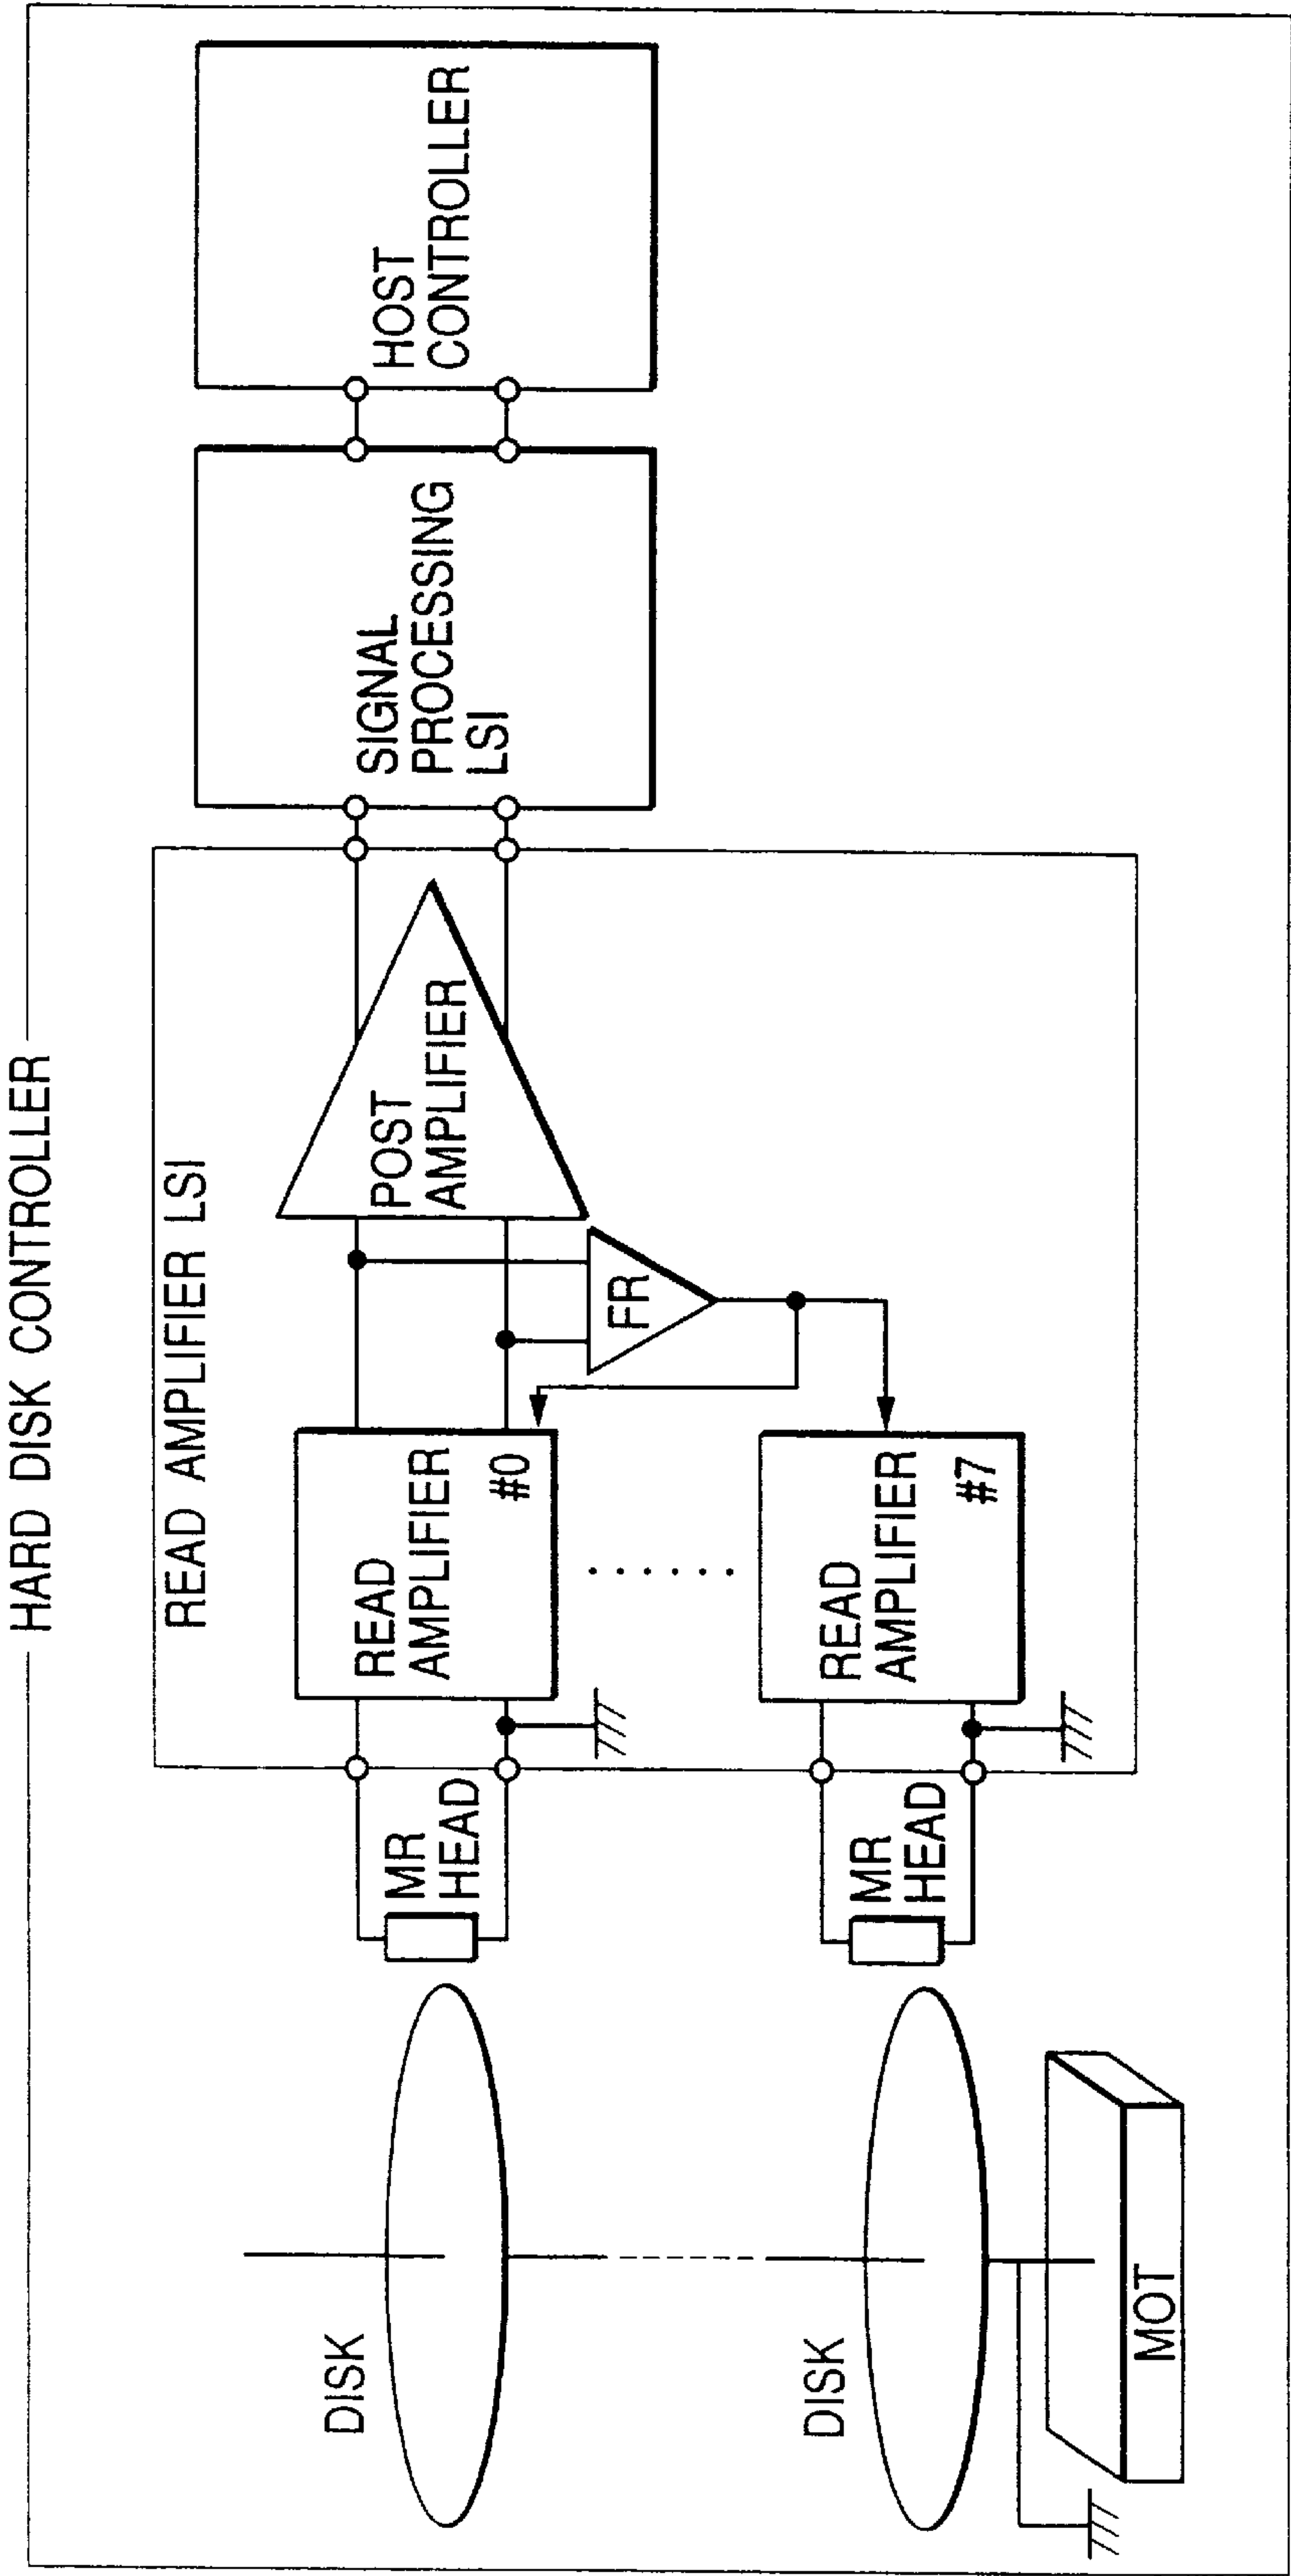 HARD DISK CONTROLLER
READ AMPLIFIER LSI
DISK
MR
HEAD
READ
AMPLIFIER
#0
POST
AMPLIFIER
FR
SIGNAL
PROCESSING
LSI
HOST
CONTROLLER
DISK
MR
HEAD
READ
AMPLIFIER
#7
MOT